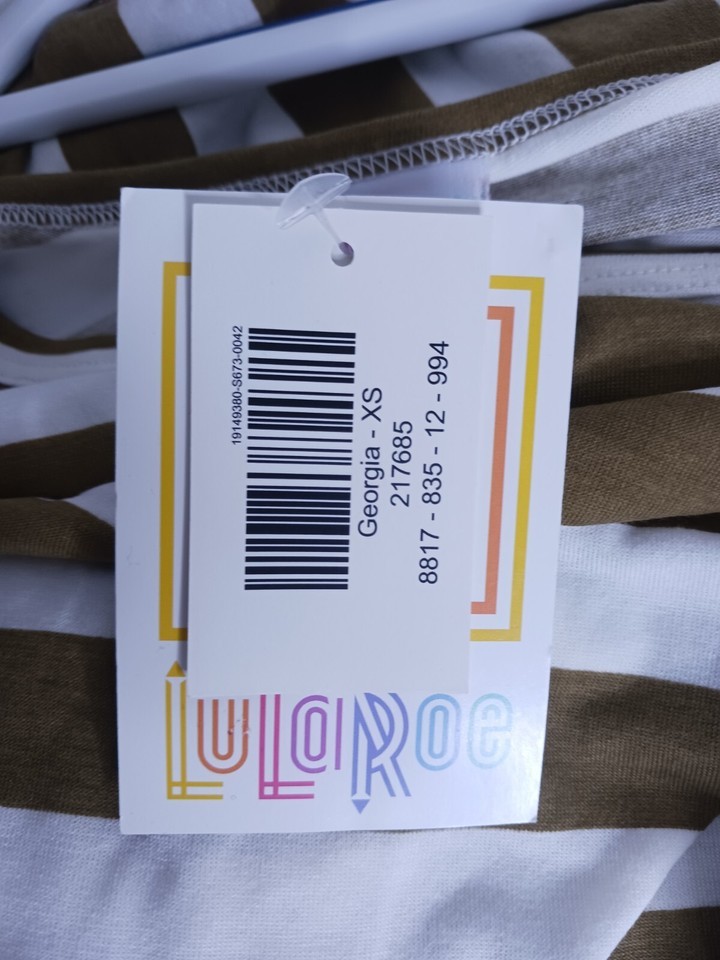 19149380-S673-0042
Georgia - XS
217685
8817 - 835 - 12 - 994
LuLaRoe